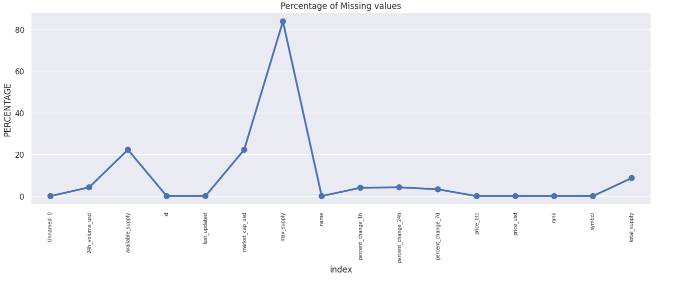 Percentage of Missing values
PERCENTAGE
80
60
40
20
0
Unnamed: 0
24h_volume_usd
available_supply
id
last_updated
market_cap_usd
max_supply
name
percent_change_1h
percent_change_24h
percent_change_7d
price_btc
price_usd
rank
symbol
total_supply
index